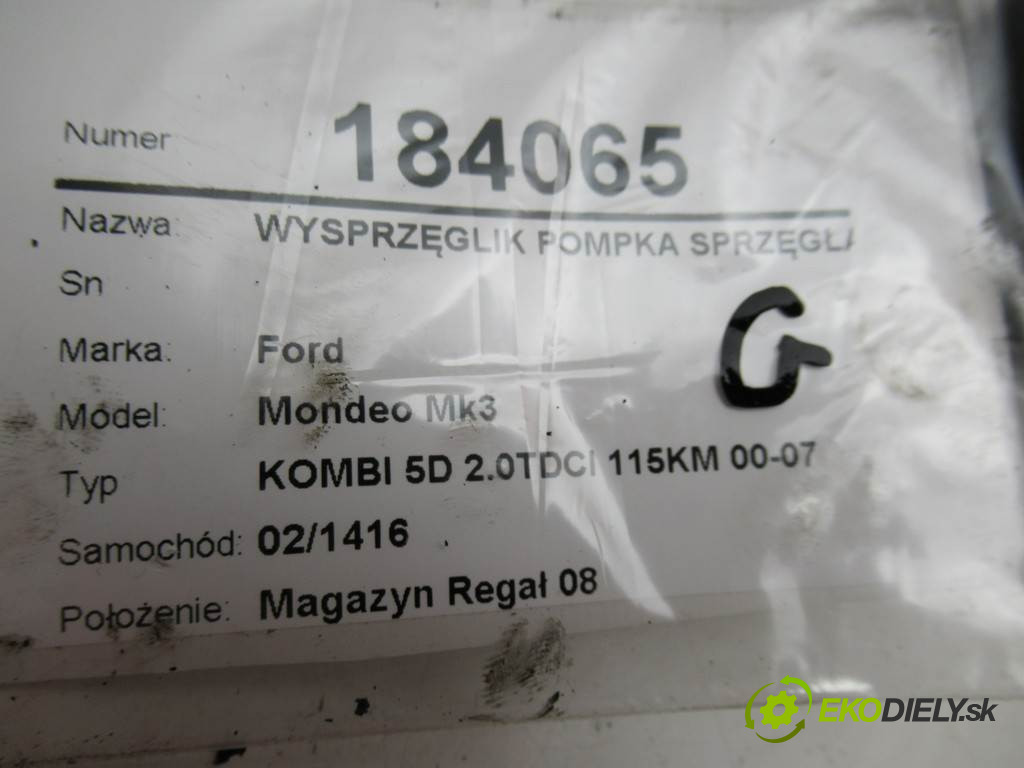 Numer 184065
Nazwa: WYSPRZĘGLIK POMPKA SPRZĘGŁA
Sn
Marka: Ford
G
Model: Mondeo Mk3
Typ KOMBI 5D 2.0TDCI 115KM 00-07
Samochód: 02/1416
Położenie: Magazyn Regał 08
EKODIELY.sk